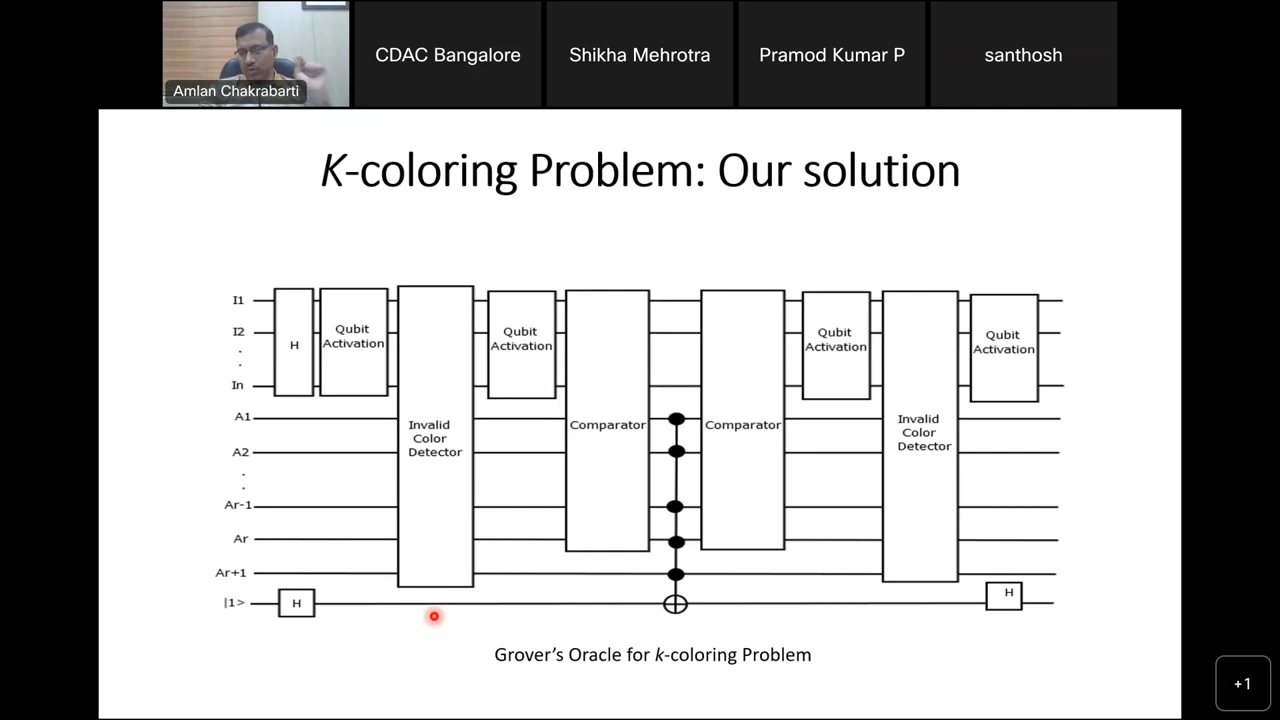 Amlan Chakrabarti
CDAC Bangalore
Shikha Mehrotra
Pramod Kumar P
santhosh
K-coloring Problem: Our solution
I1
I2
.
.
In
A1
A2
.
.
Ar-1
Ar
Ar+1
|1>
H
H
Qubit
Activation
Invalid
Color
Detector
Qubit
Activation
Comparator
Comparator
Qubit
Activation
Invalid
Color
Detector
Qubit
Activation
H
Grover's Oracle for k-coloring Problem
+1